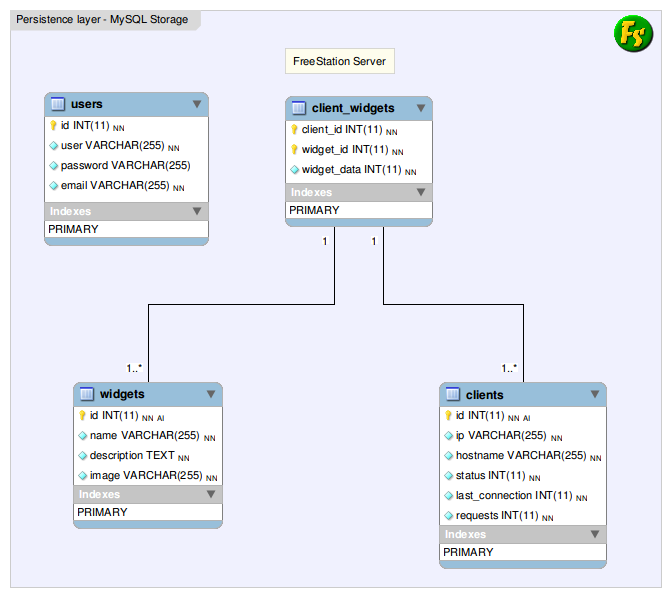 Persistence layer - MySQL Storage
FS
FreeStation Server
users
id INT(11) NN
user VARCHAR(255) NN
password VARCHAR(255)
email VARCHAR(255) NN
Indexes
PRIMARY
client_widgets
client_id INT(11) NN
widget_id INT(11) NN
widget_data INT(11) NN
Indexes
PRIMARY
1
1
1..*
1..*
widgets
id INT(11) NN AI
name VARCHAR(255) NN
description TEXT NN
image VARCHAR(255) NN
Indexes
PRIMARY
clients
id INT(11) NN AI
ip VARCHAR(255) NN
hostname VARCHAR(255) NN
status INT(11) NN
last_connection INT(11) NN
requests INT(11) NN
Indexes
PRIMARY